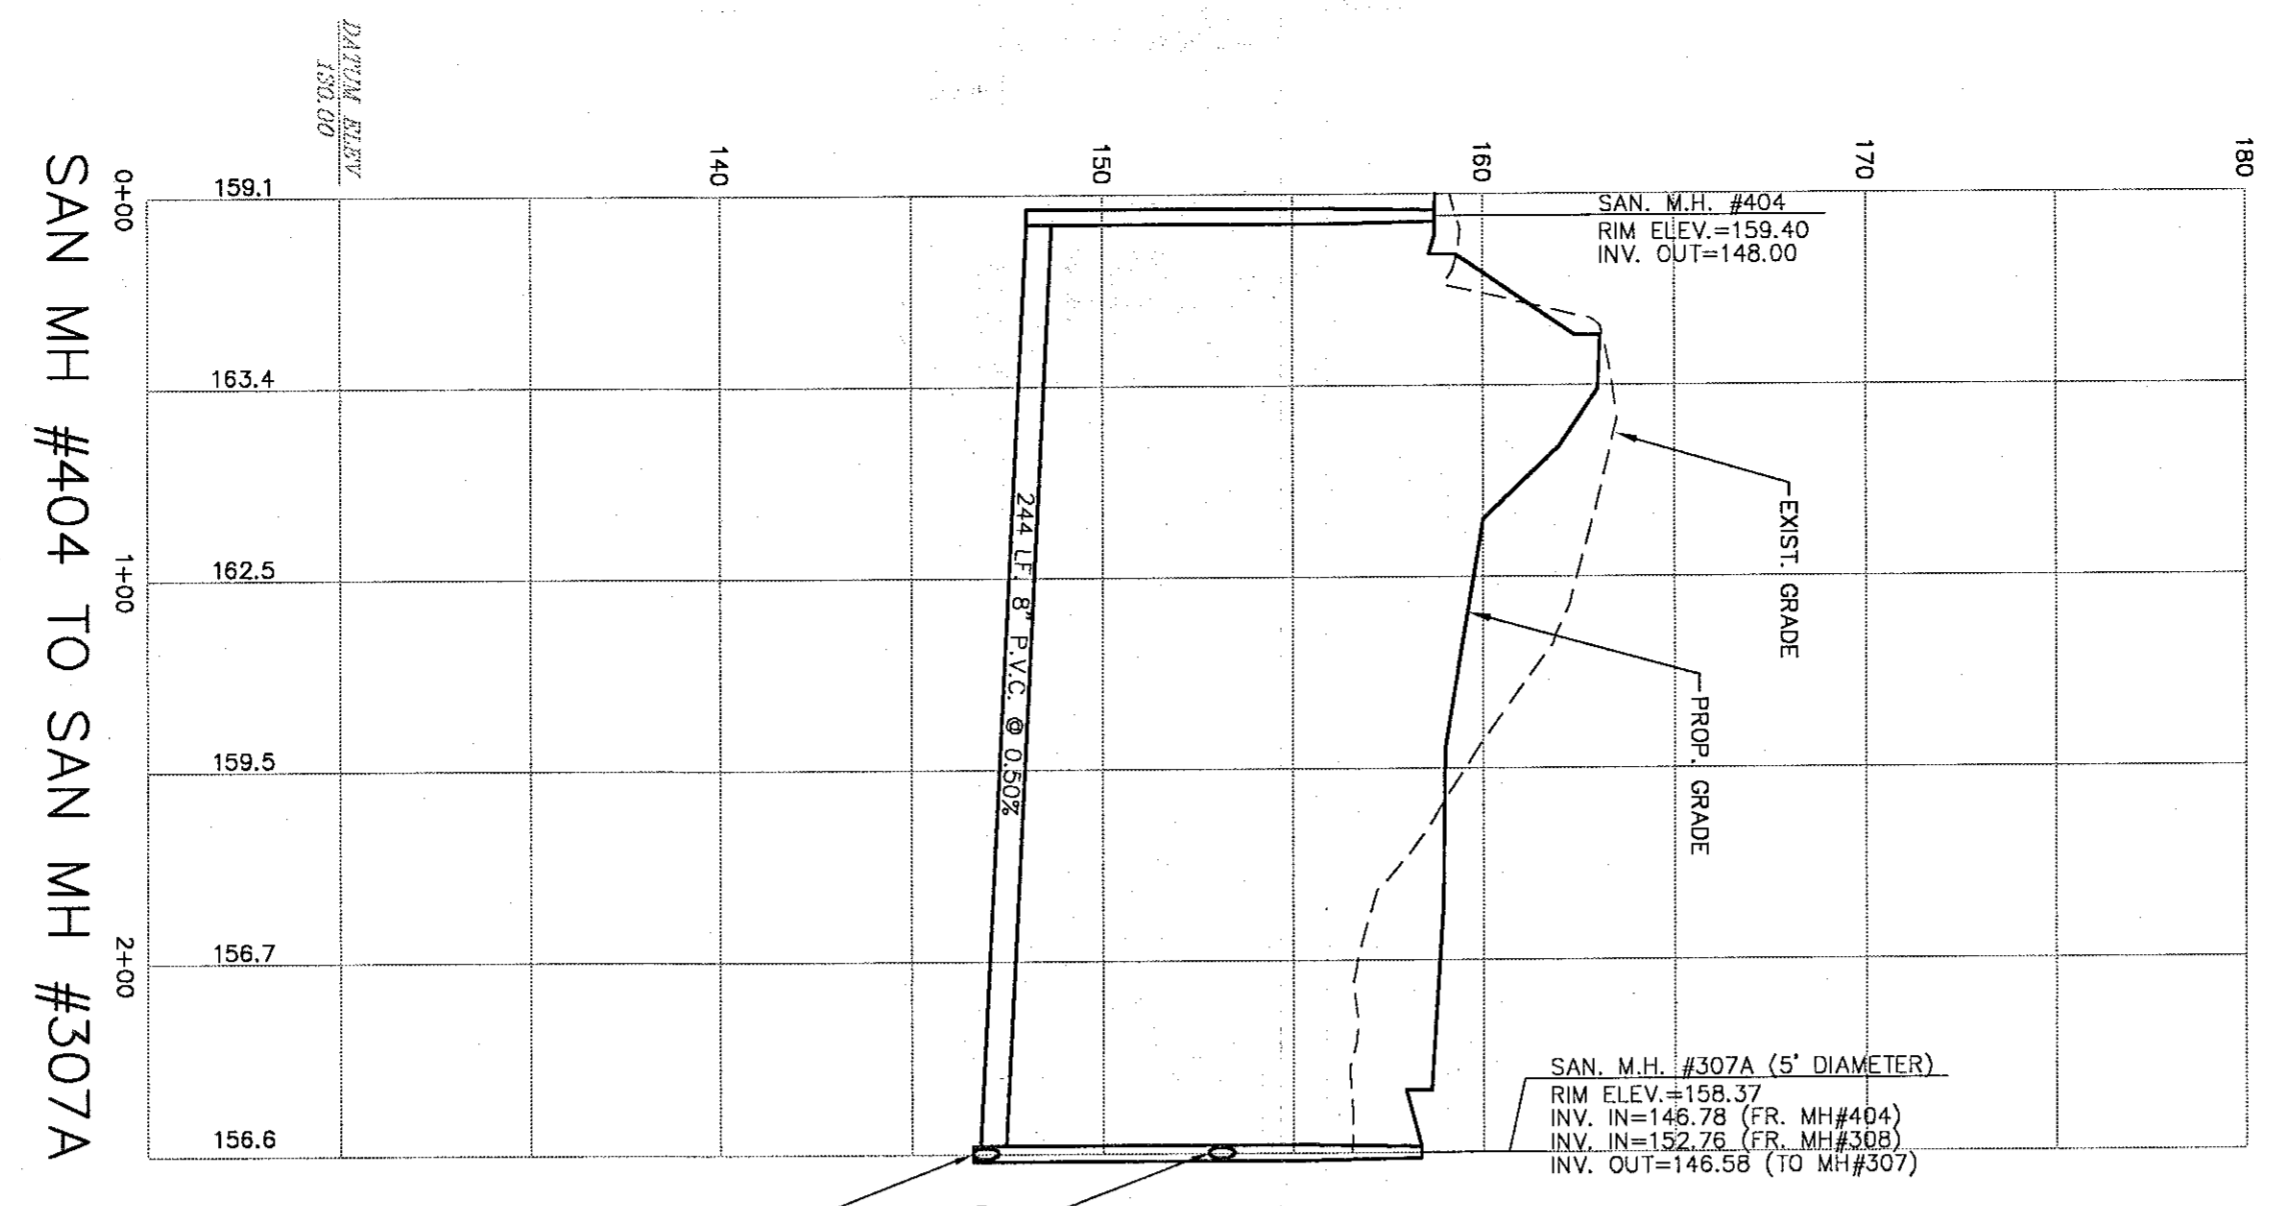 DATUM ELEV
130.00
140
150
160
170
180
0+00
159.1
163.4
1+00
162.5
159.5
2+00
156.7
156.6
SAN. M.H. #404
RIM ELEV.=159.40
INV. OUT=148.00
EXIST. GRADE
PROP. GRADE
244 LF. 8" P.V.C. @ 0.50%
SAN. M.H. #307A (5' DIAMETER)
RIM ELEV.=158.37
INV. IN=146.78 (FR. MH#404)
INV. IN=152.76 (FR. MH#308)
INV. OUT=146.58 (TO MH#307)
SAN MH #404 TO SAN MH #307A